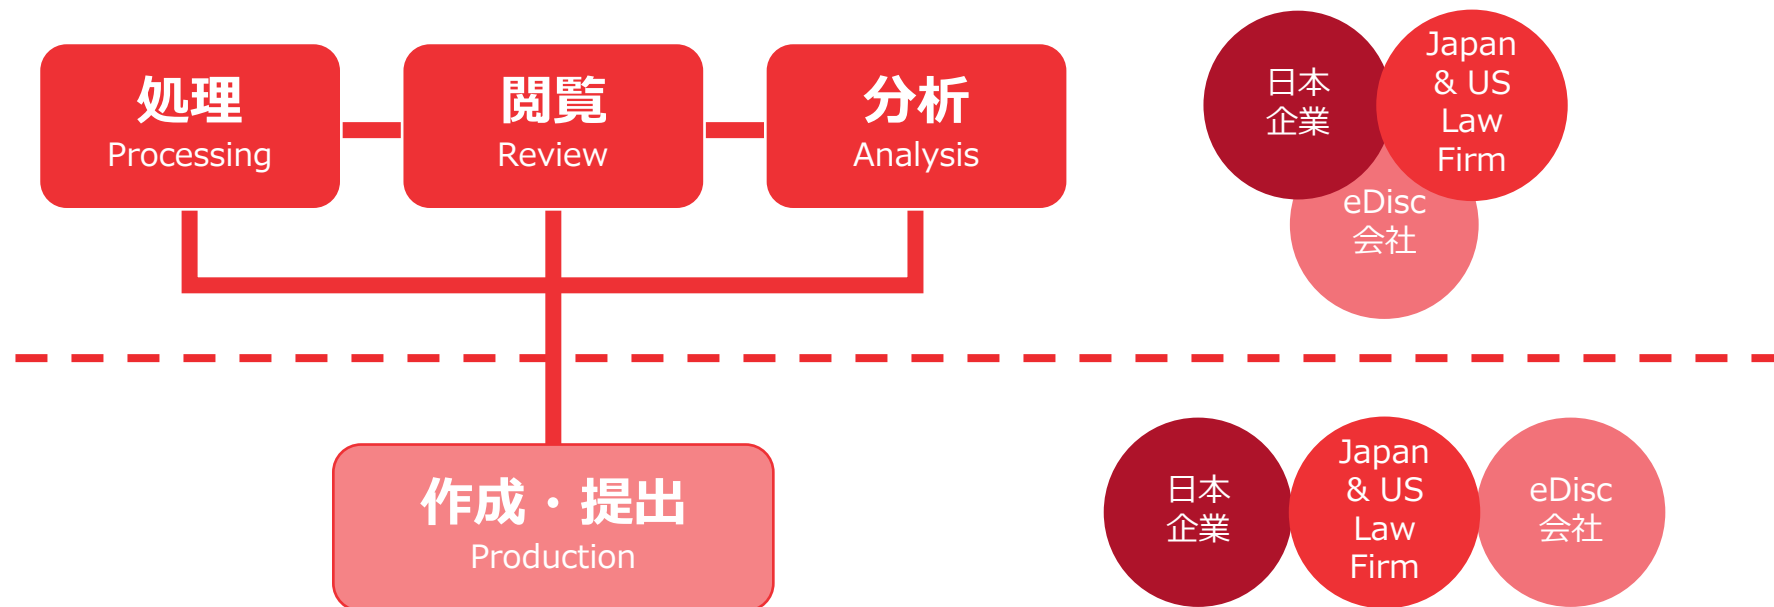 処理
Processing
閲覧
Review
分析
Analysis
日本
企業
Japan
& US
Law
Firm
eDisc
会社
作成・提出
Production
日本
企業
Japan
& US
Law
Firm
eDisc
会社